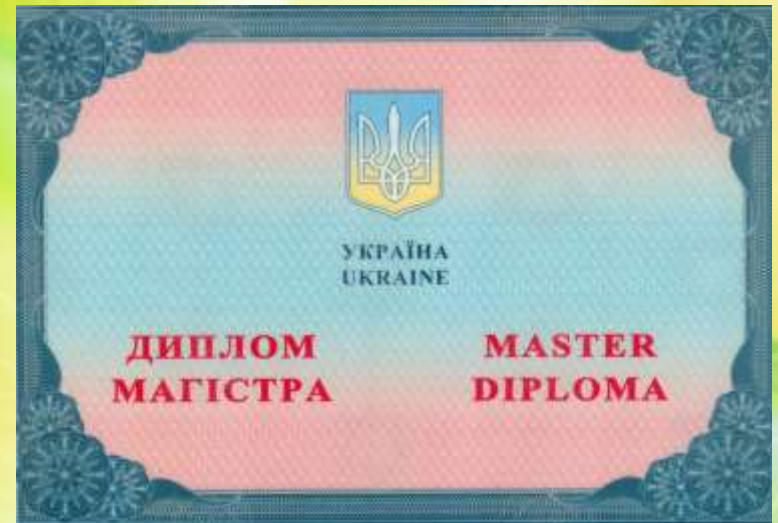 УКРАЇНА
UKRAINE
ДИПЛОМ
МАГІСТРА
MASTER
DIPLOMA